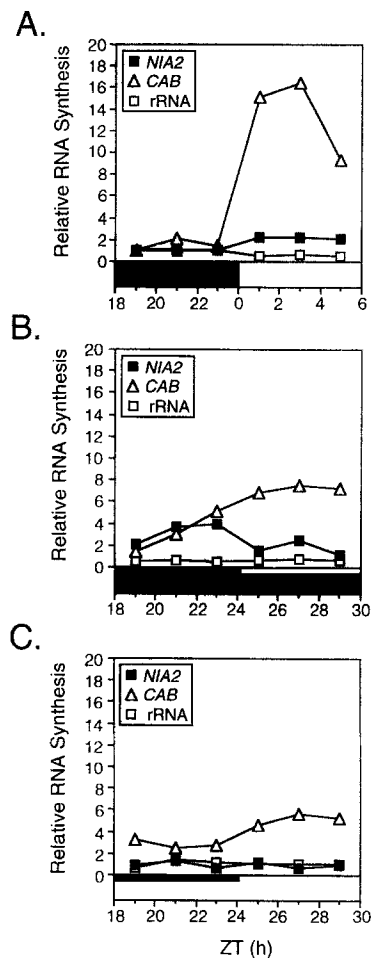 A.
Relative RNA Synthesis
20
18
16
14
12
10
8
6
4
2
0
NIA2
CAB
rRNA
18 20 22 0 2 4 6
B.
Relative RNA Synthesis
20
18
16
14
12
10
8
6
4
2
0
NIA2
CAB
rRNA
18 20 22 24 26 28 30
C.
Relative RNA Synthesis
20
18
16
14
12
10
8
6
4
2
0
NIA2
CAB
rRNA
18 20 22 24 26 28 30
ZT (h)